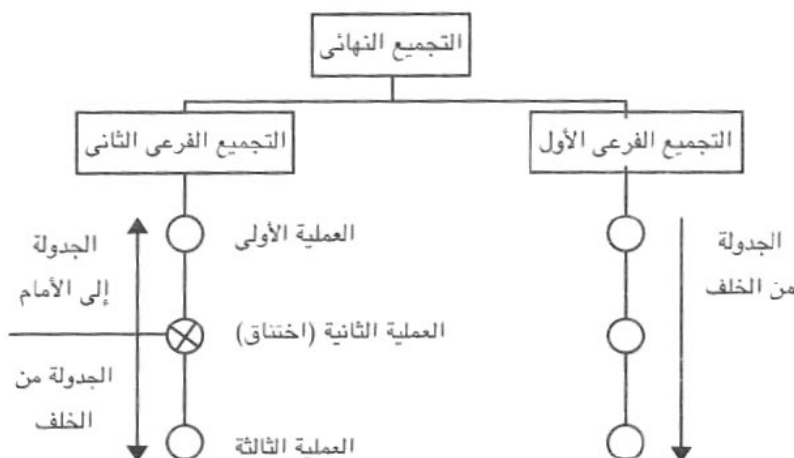 التجميع النهائى
التجميع الفرعى الأول
التجميع الفرعى الثانى
الجدولة
من الخلف
العملية الأولى
الجدولة
إلى الأمام
العملية الثانية (اختناق)
الجدولة من
الخلف
العملية الثالثة